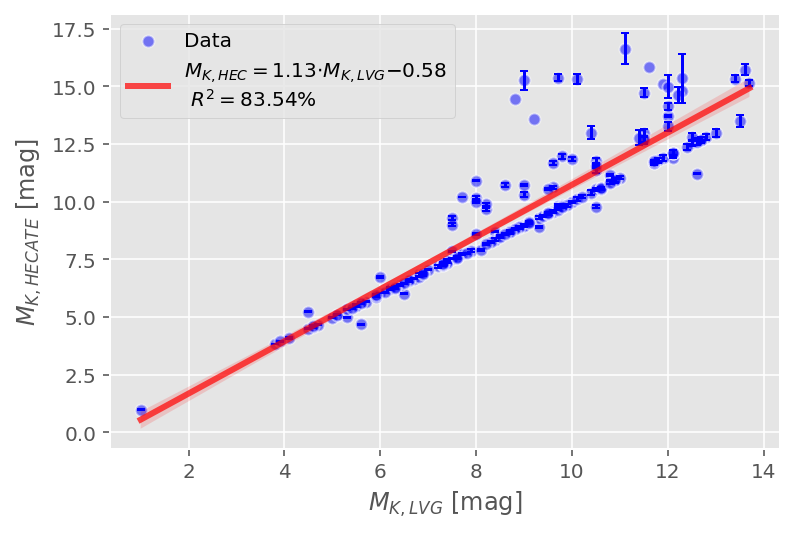 17.5
15.0
12.5
10.0
7.5
5.0
2.5
0.0
M_{K, HECATE} [mag]
Data
M_{K, HEC} = 1.13·M_{K, LVG} − 0.58
R² = 83.54%
2 4 6 8 10 12 14
M_{K, LVG} [mag]